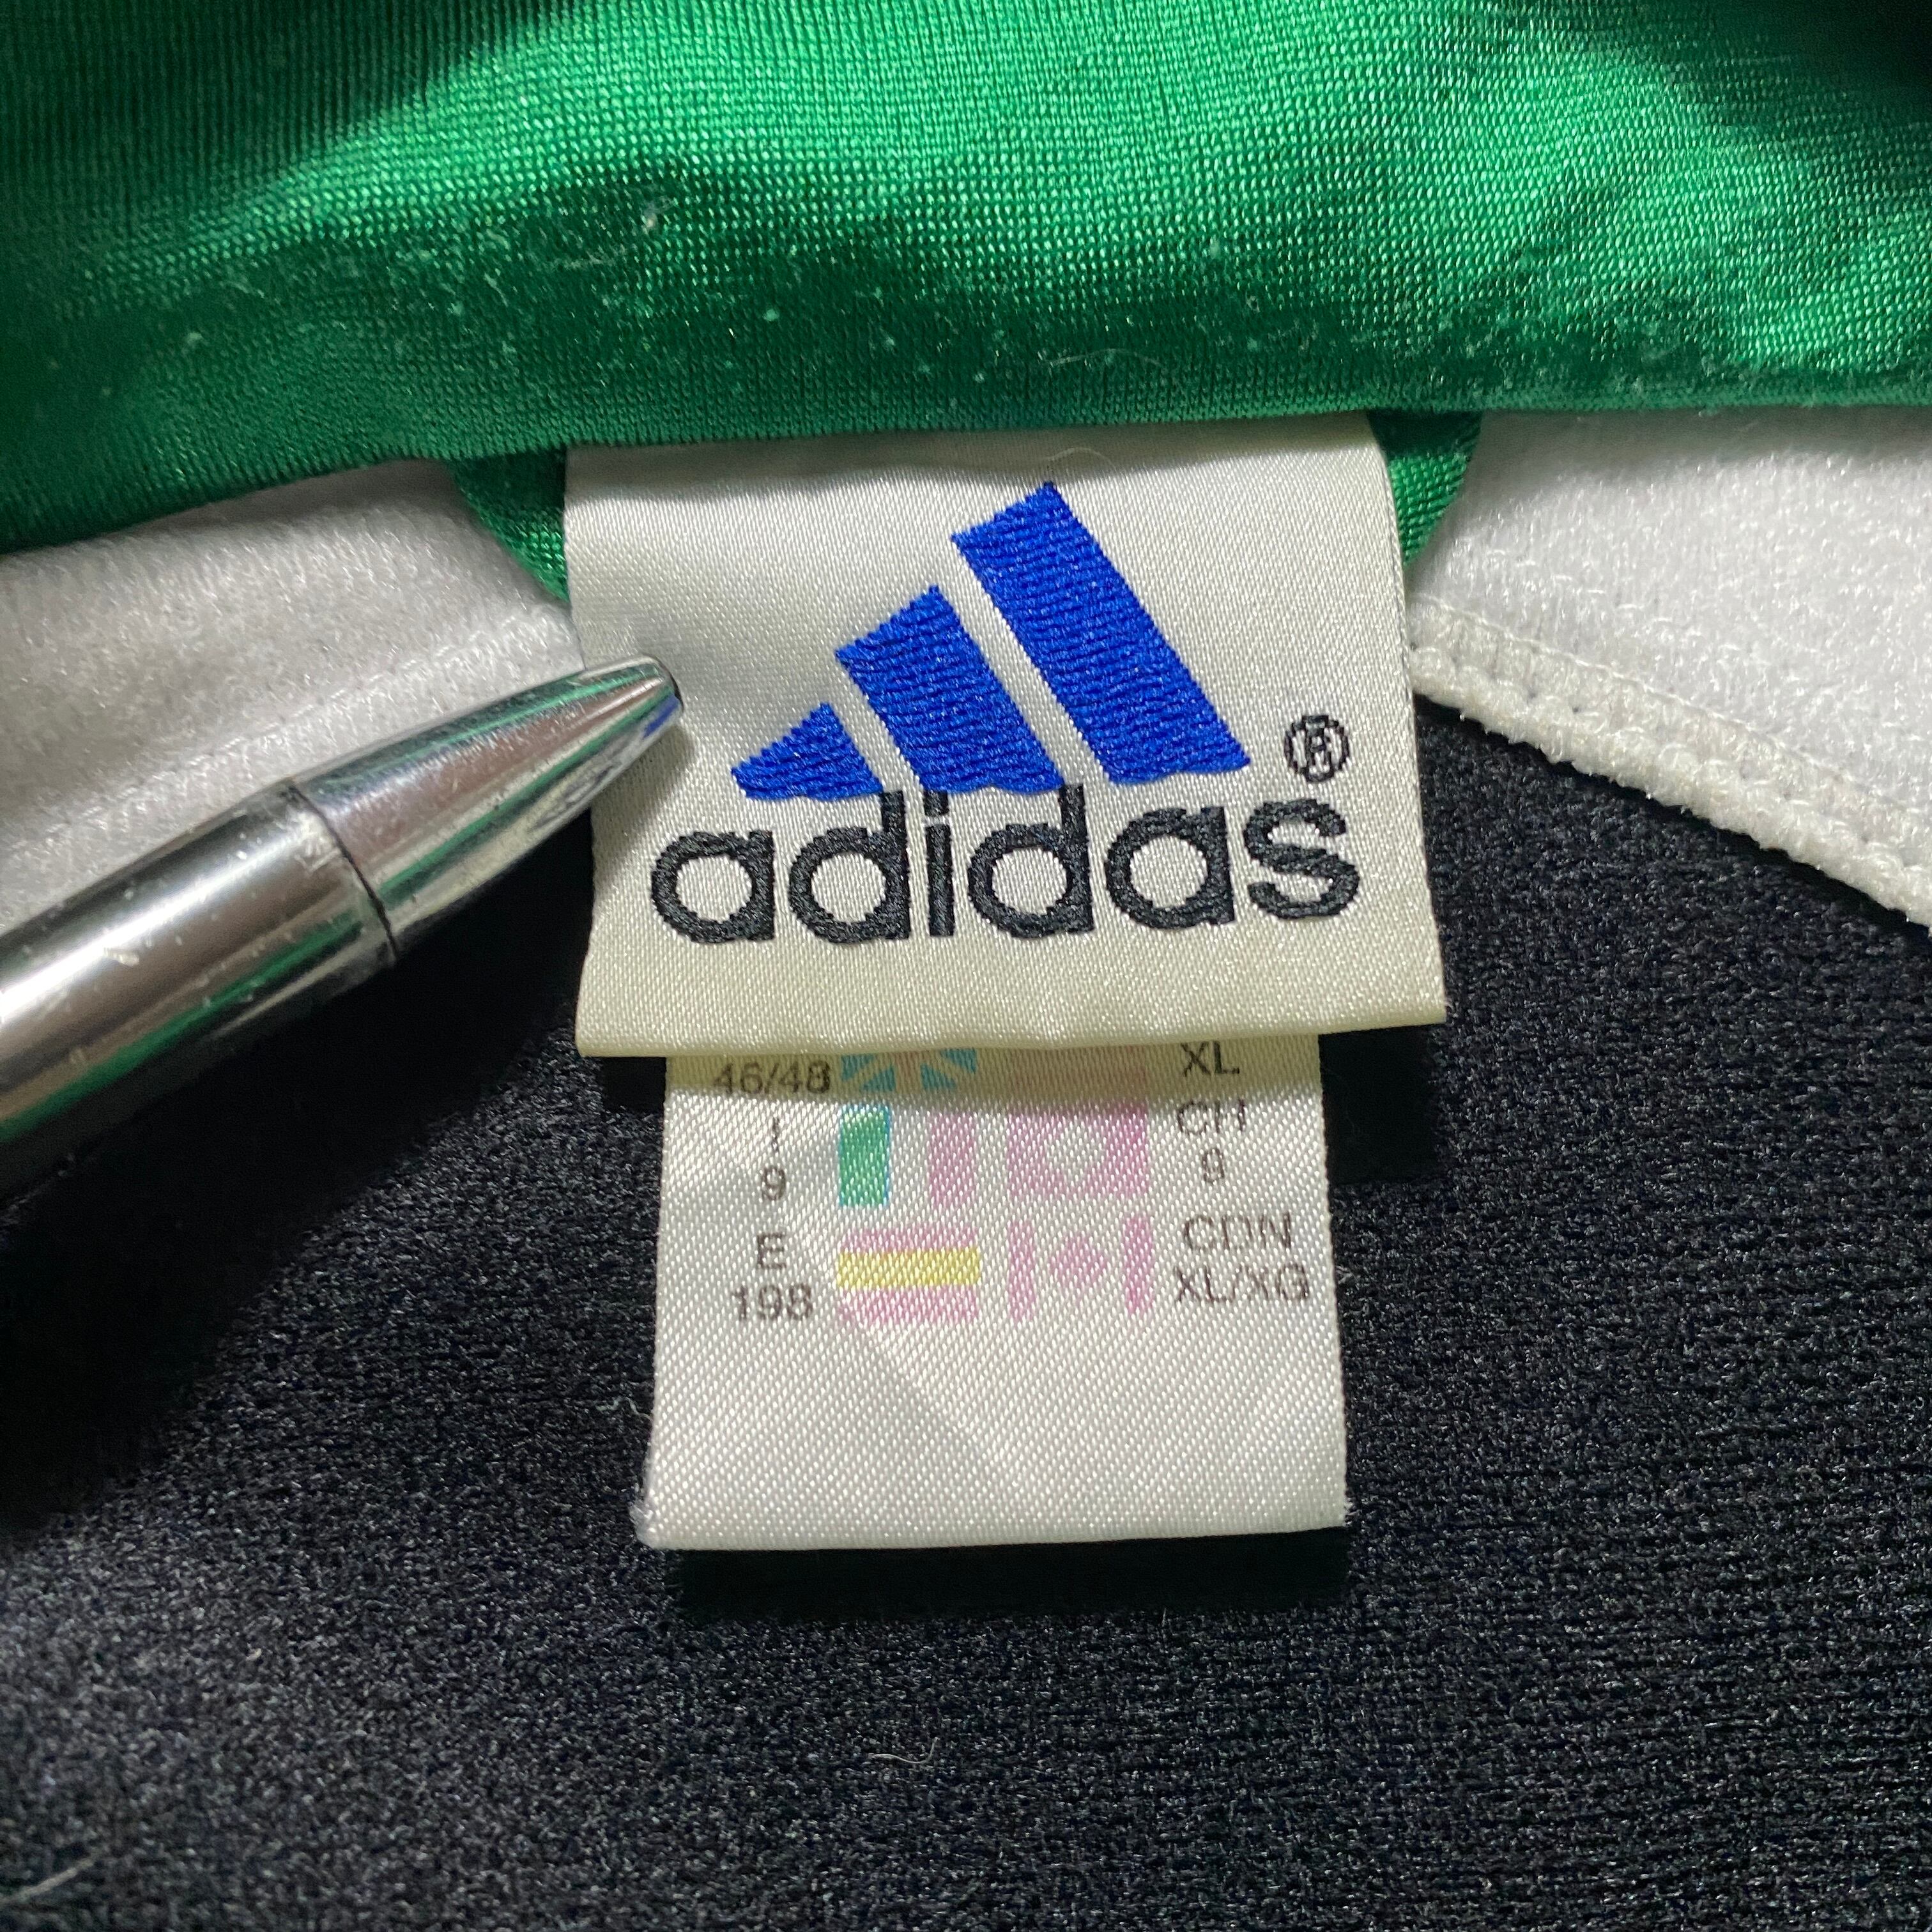 ®
adidas
46/48 XL
I CH
9 9
E CDN
198 XL/XG